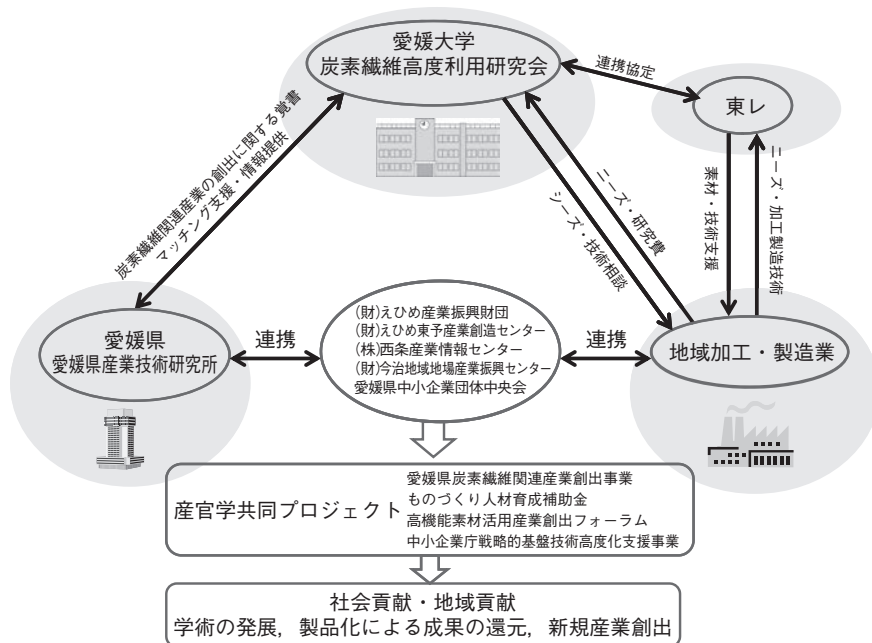 愛媛大学
炭素繊維高度利用研究会
連携協定
東レ
炭素繊維関連産業の創出に関する覚書
マッチング支援・情報提供
ニーズ・研究費
シーズ・技術相談
素材・技術支援
ニーズ・加工製造技術
愛媛県
愛媛県産業技術研究所
連携
(財)えひめ産業振興財団
(財)えひめ東予産業創造センター
(株)西条産業情報センター
(財)今治地域地場産業振興センター
愛媛県中小企業団体中央会
連携
地域加工・製造業
産官学共同プロジェクト
愛媛県炭素繊維関連産業創出事業
ものづくり人材育成補助金
高機能素材活用産業創出フォーラム
中小企業庁戦略的基盤技術高度化支援事業
社会貢献・地域貢献
学術の発展，製品化による成果の還元，新規産業創出